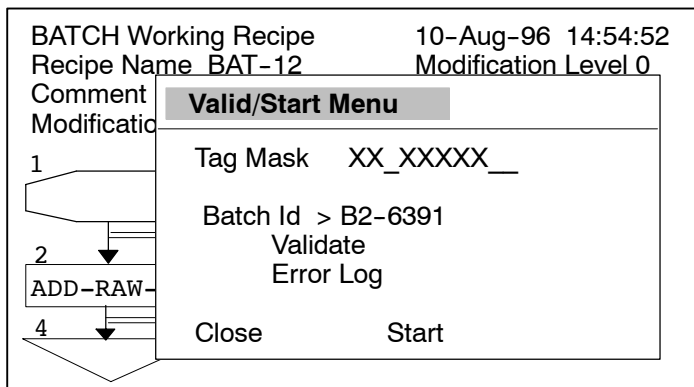 BATCH Working Recipe 10-Aug-96 14:54:52
Recipe Name BAT-12 Modification Level 0
Comment
Valid/Start Menu
1
Tag Mask XX_XXXXX__
Batch Id > B2-6391
Validate
2
Error Log
ADD-RAW-
4
Close Start